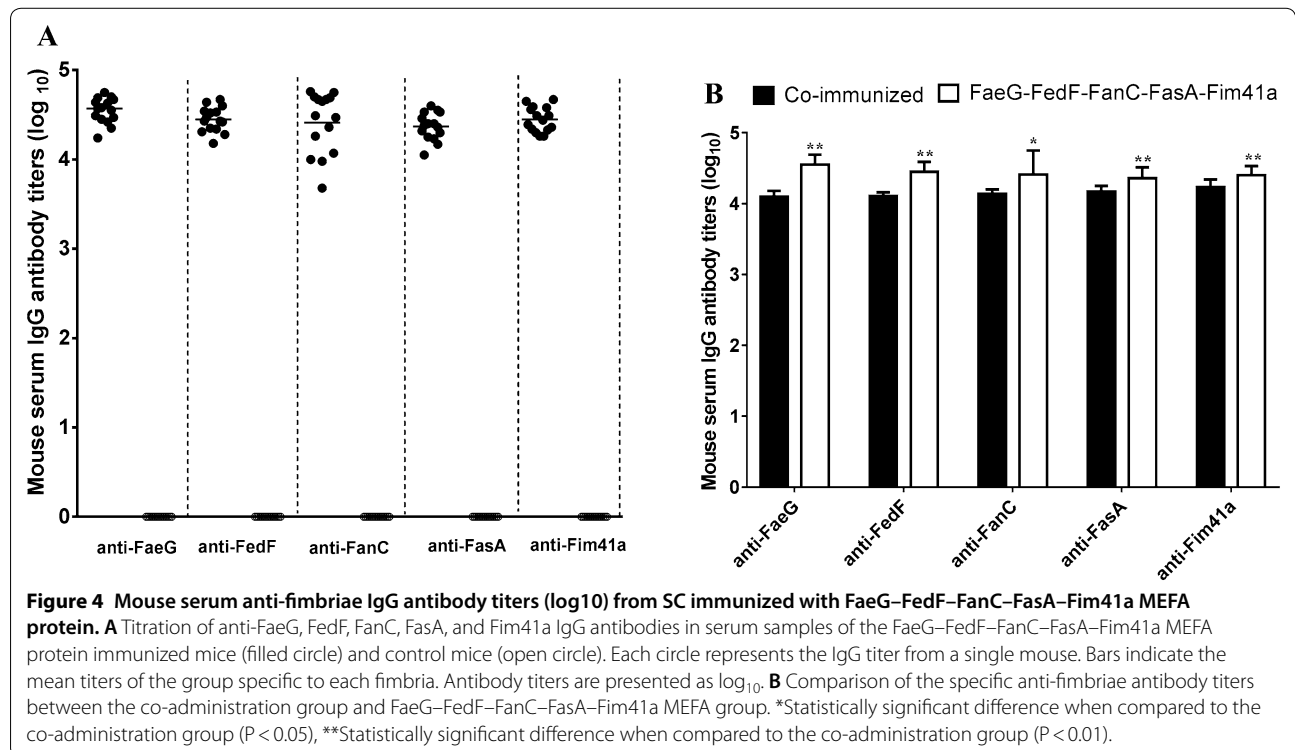 A
Mouse serum IgG antibody titers (log 10)
5
4
3
2
1
0
anti-FaeG anti-FedF anti-FanC anti-FasA anti-Fim41a
B
Co-immunized FaeG-FedF-FanC-FasA-Fim41a
Mouse serum IgG antibody titers (log10)
5
4
3
2
1
0
** ** * ** **
anti-FaeG anti-FedF anti-FanC anti-FasA anti-Fim41a
Figure 4 Mouse serum anti-fimbriae IgG antibody titers (log10) from SC immunized with FaeG–FedF–FanC–FasA–Fim41a MEFA
protein. A Titration of anti-FaeG, FedF, FanC, FasA, and Fim41a IgG antibodies in serum samples of the FaeG–FedF–FanC–FasA–Fim41a MEFA
protein immunized mice (filled circle) and control mice (open circle). Each circle represents the IgG titer from a single mouse. Bars indicate the
mean titers of the group specific to each fimbria. Antibody titers are presented as log10. B Comparison of the specific anti-fimbriae antibody titers
between the co-administration group and FaeG–FedF–FanC–FasA–Fim41a MEFA group. *Statistically significant difference when compared to the
co-administration group (P < 0.05), **Statistically significant difference when compared to the co-administration group (P < 0.01).